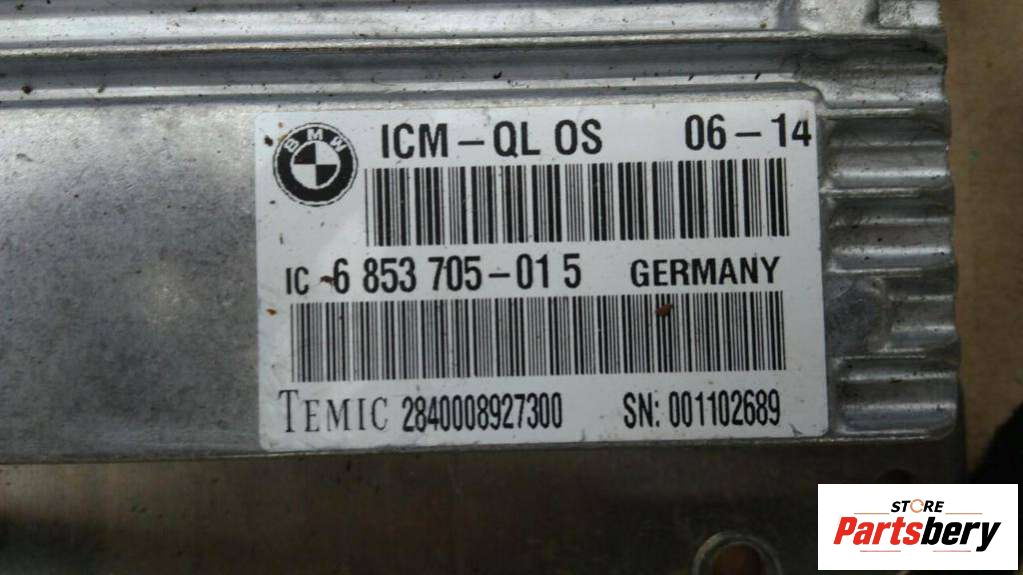 BMW
ICM - QL OS 06 - 14
IC 6 853 705 - 01 5 GERMANY
TEMIC 2840008927300 SN: 001102689
STORE
Partsbery